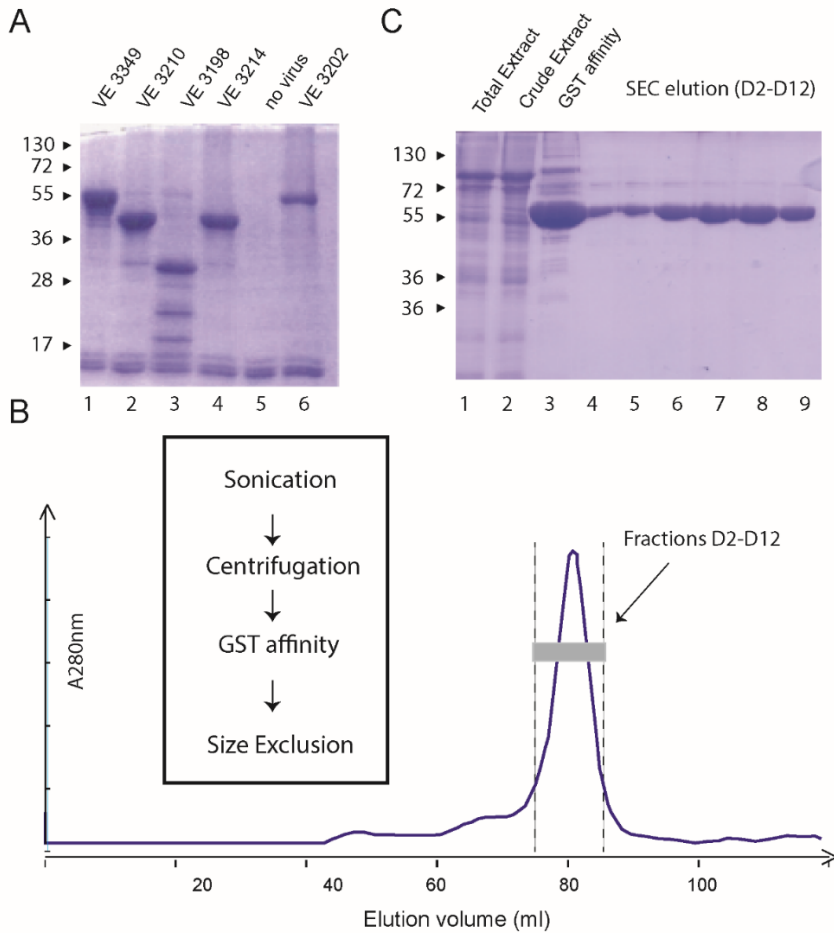 A
VE 3349
VE 3210
VE 3198
VE 3214
no virus
VE 3202
130
72
55
36
28
17
1 2 3 4 5 6
C
Total Extract
Crude Extract
GST affinity
SEC elution (D2-D12)
130
72
55
36
36
1 2 3 4 5 6 7 8 9
B
Sonication
Centrifugation
GST affinity
Size Exclusion
Fractions D2-D12
A280nm
20 40 60 80 100
Elution volume (ml)